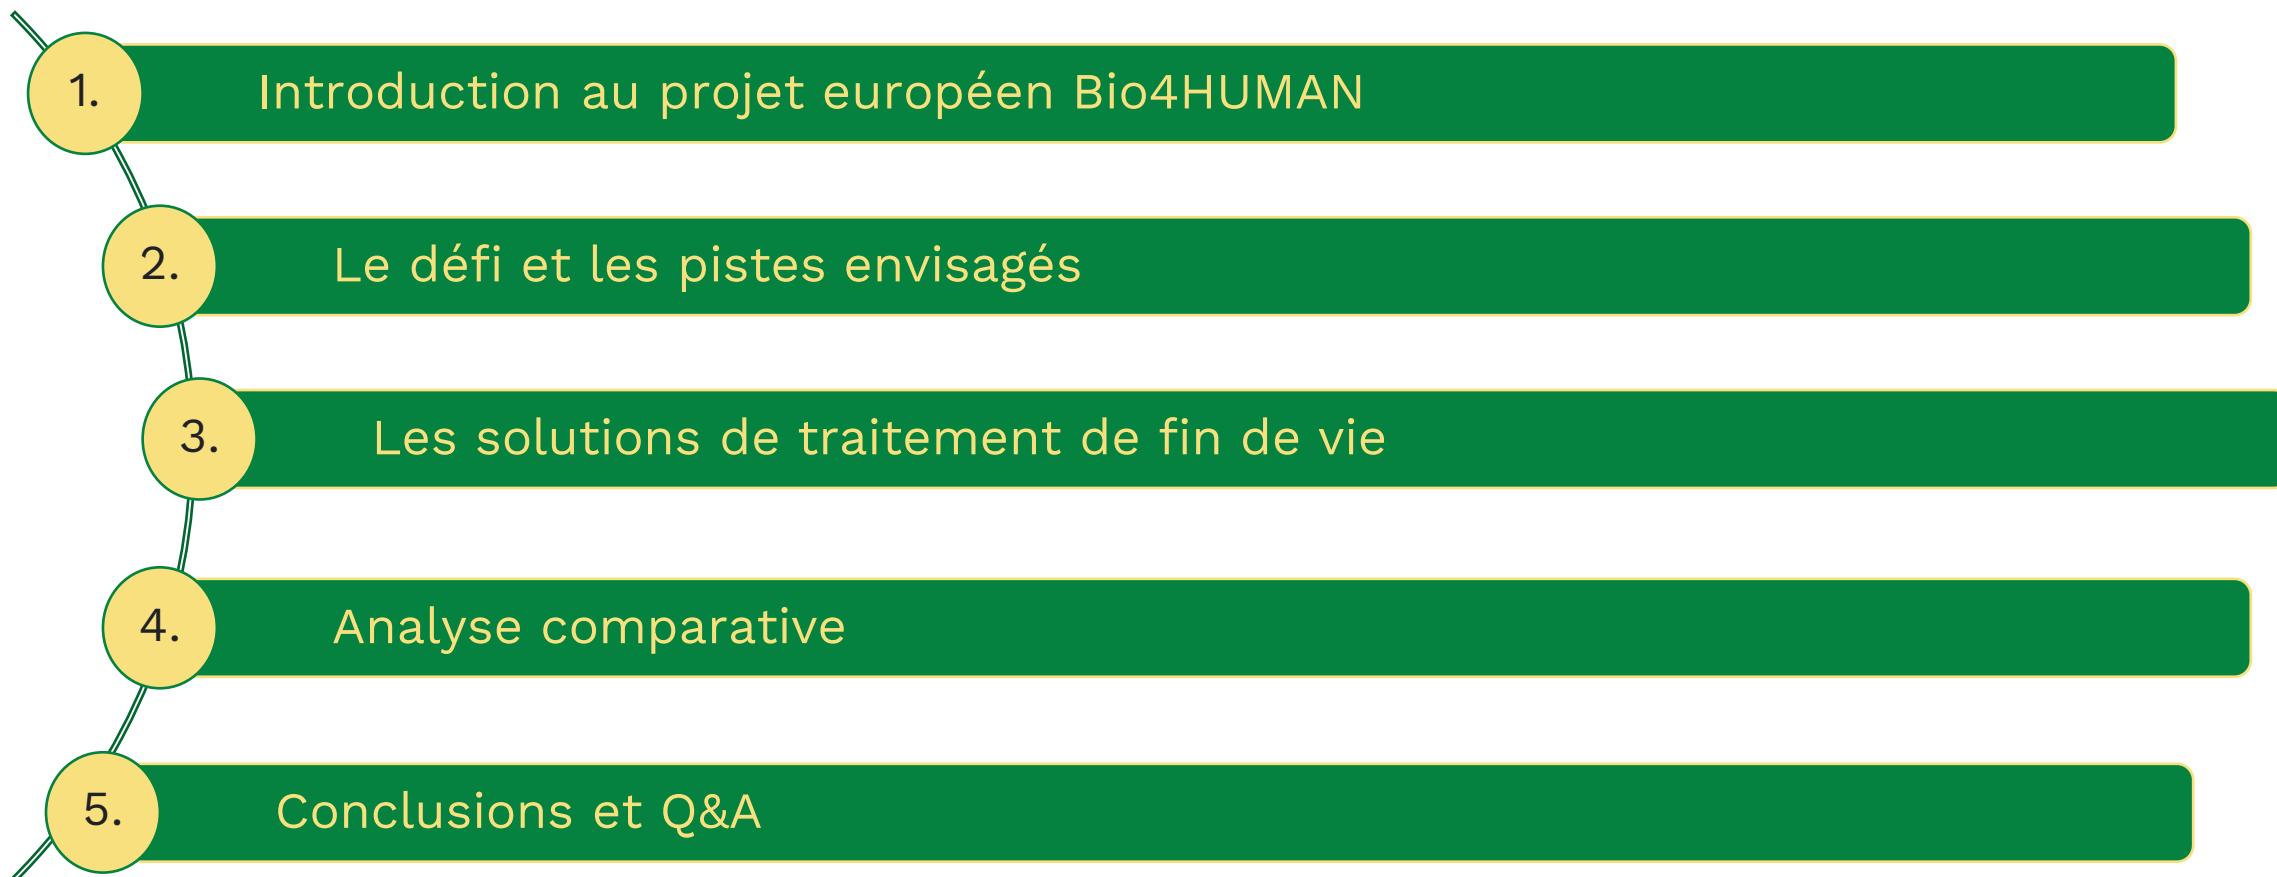 1. Introduction au projet européen Bio4HUMAN
2. Le défi et les pistes envisagés
3. Les solutions de traitement de fin de vie
4. Analyse comparative
5. Conclusions et Q&A